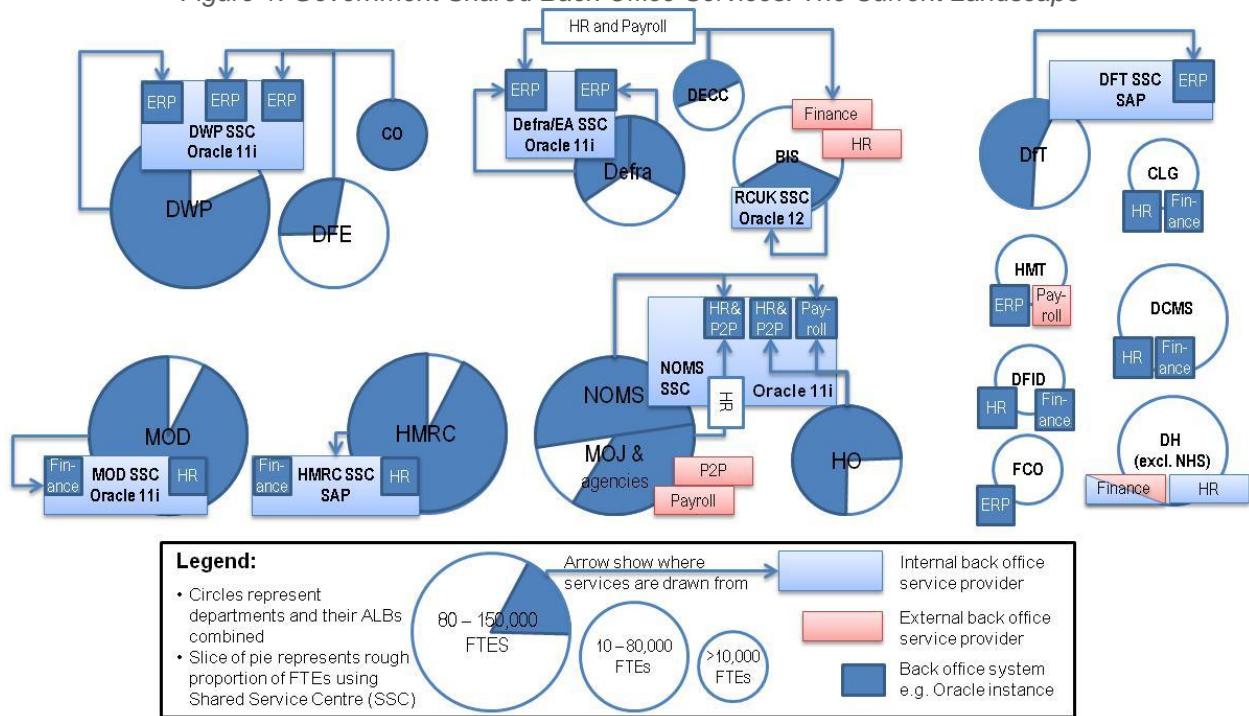 Figure 1: Government Shared Back Office Services: The Current Landscape
ERP
ERP
ERP
DWP SSC
Oracle 11i
DWP
CO
DFE
HR and Payroll
ERP
ERP
Defra/EA SSC
Oracle 11i
Defra
DECC
Finance
HR
BIS
RCUK SSC
Oracle 12
DFT SSC
SAP
ERP
DfT
CLG
HR
Fin-
ance
HMT
ERP
Pay-
roll
DCMS
HR
Fin-
ance
DFID
HR
Fin-
ance
FCO
ERP
DH
(excl. NHS)
Finance
HR
MOD
Fin-
ance
MOD SSC
Oracle 11i
HR
HMRC
Fin-
ance
HMRC SSC
SAP
HR
HR&
P2P
HR&
P2P
Pay-
roll
NOMS
SSC
Oracle 11i
NOMS
HR
MOJ &
agencies
P2P
Payroll
HO
Legend:
• Circles represent
departments and their ALBs
combined
• Slice of pie represents rough
proportion of FTEs using
Shared Service Centre (SSC)
80 – 150,000
FTES
Arrow show where
services are drawn from
10 – 80,000
FTEs
>10,000
FTEs
Internal back office
service provider
External back office
service provider
Back office system
e.g. Oracle instance